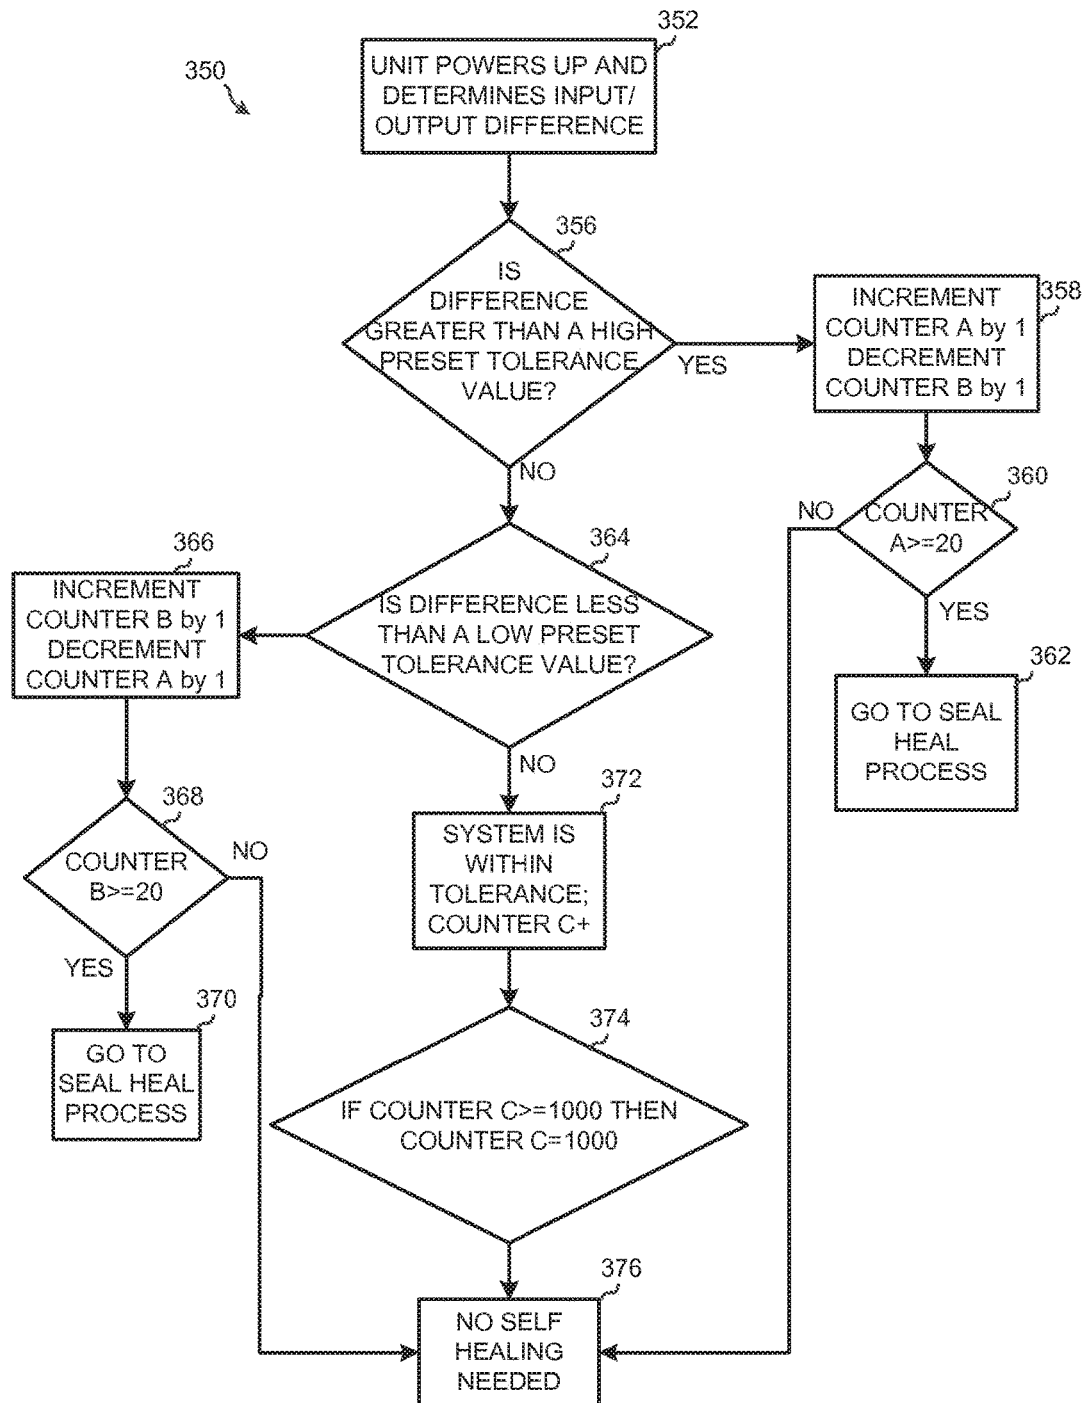 352
350
UNIT POWERS UP AND
DETERMINES INPUT/
OUTPUT DIFFERENCE
356
IS
DIFFERENCE
GREATER THAN A HIGH
PRESET TOLERANCE
VALUE?
YES
NO
358
INCREMENT
COUNTER A by 1
DECREMENT
COUNTER B by 1
360
COUNTER
A>=20
NO
YES
362
GO TO SEAL
HEAL
PROCESS
364
IS DIFFERENCE LESS
THAN A LOW PRESET
TOLERANCE VALUE?
NO
366
INCREMENT
COUNTER B by 1
DECREMENT
COUNTER A by 1
368
COUNTER
B>=20
NO
YES
370
GO TO
SEAL HEAL
PROCESS
372
SYSTEM IS
WITHIN
TOLERANCE;
COUNTER C+
374
IF COUNTER C>=1000 THEN
COUNTER C=1000
376
NO SELF
HEALING
NEEDED